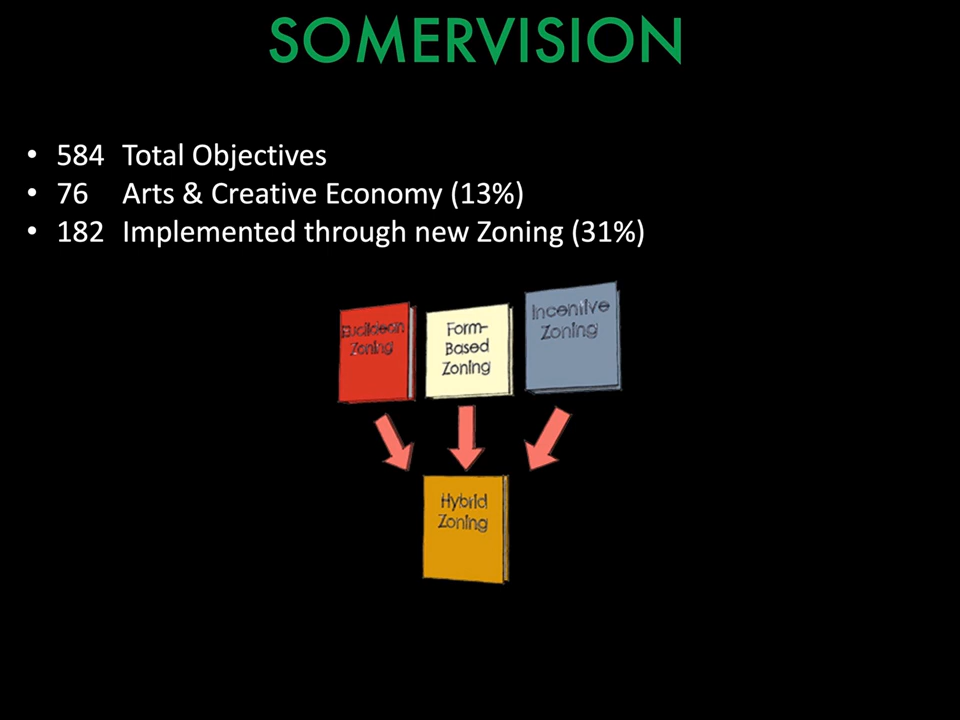 SOMERVISION
• 584 Total Objectives
• 76 Arts & Creative Economy (13%)
• 182 Implemented through new Zoning (31%)
Euclidean
Zoning
Form-
Based
Zoning
Incentive
Zoning
Hybrid
Zoning